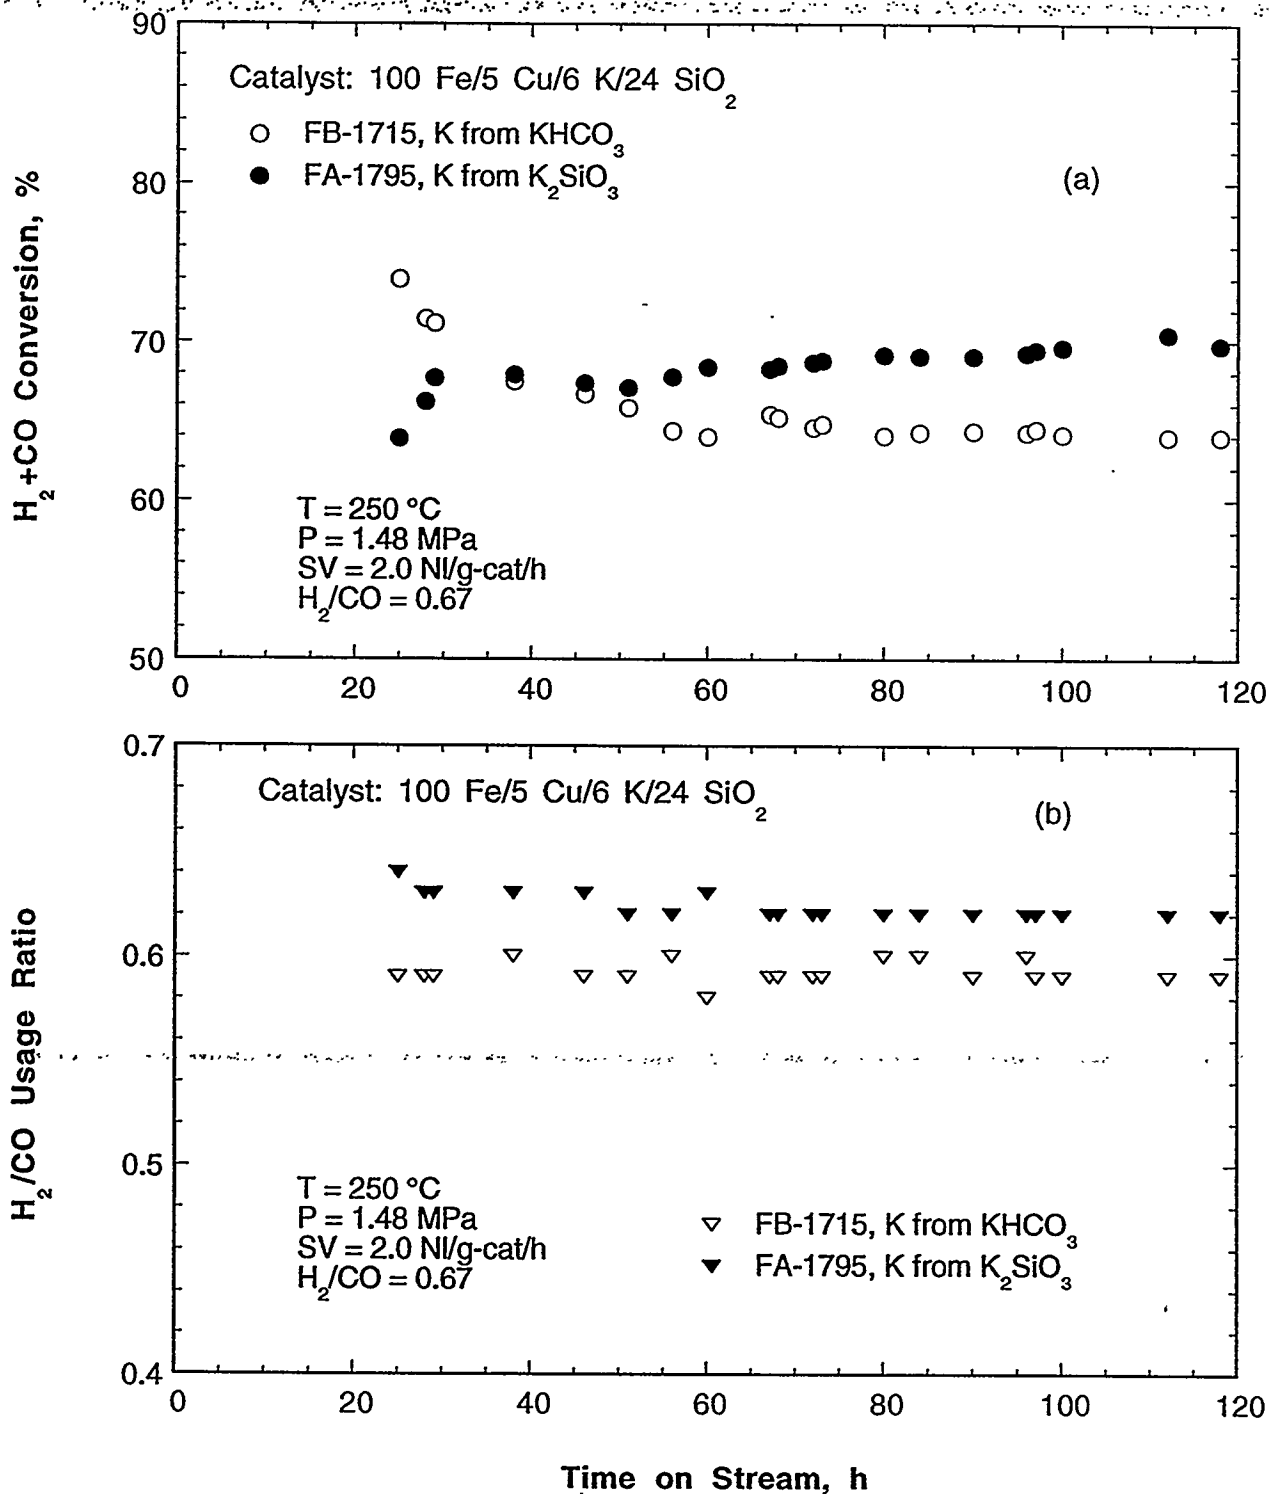 90
Catalyst: 100 Fe/5 Cu/6 K/24 SiO₂
FB-1715, K from KHCO₃
FA-1795, K from K₂SiO₃
(a)
80
70
60
50
H₂+CO Conversion, %
T = 250 °C
P = 1.48 MPa
SV = 2.0 Nl/g-cat/h
H₂/CO = 0.67
0 20 40 60 80 100 120
0.7
Catalyst: 100 Fe/5 Cu/6 K/24 SiO₂
(b)
0.6
0.5
0.4
H₂/CO Usage Ratio
T = 250 °C
P = 1.48 MPa
SV = 2.0 Nl/g-cat/h
H₂/CO = 0.67
FB-1715, K from KHCO₃
FA-1795, K from K₂SiO₃
0 20 40 60 80 100 120
Time on Stream, h